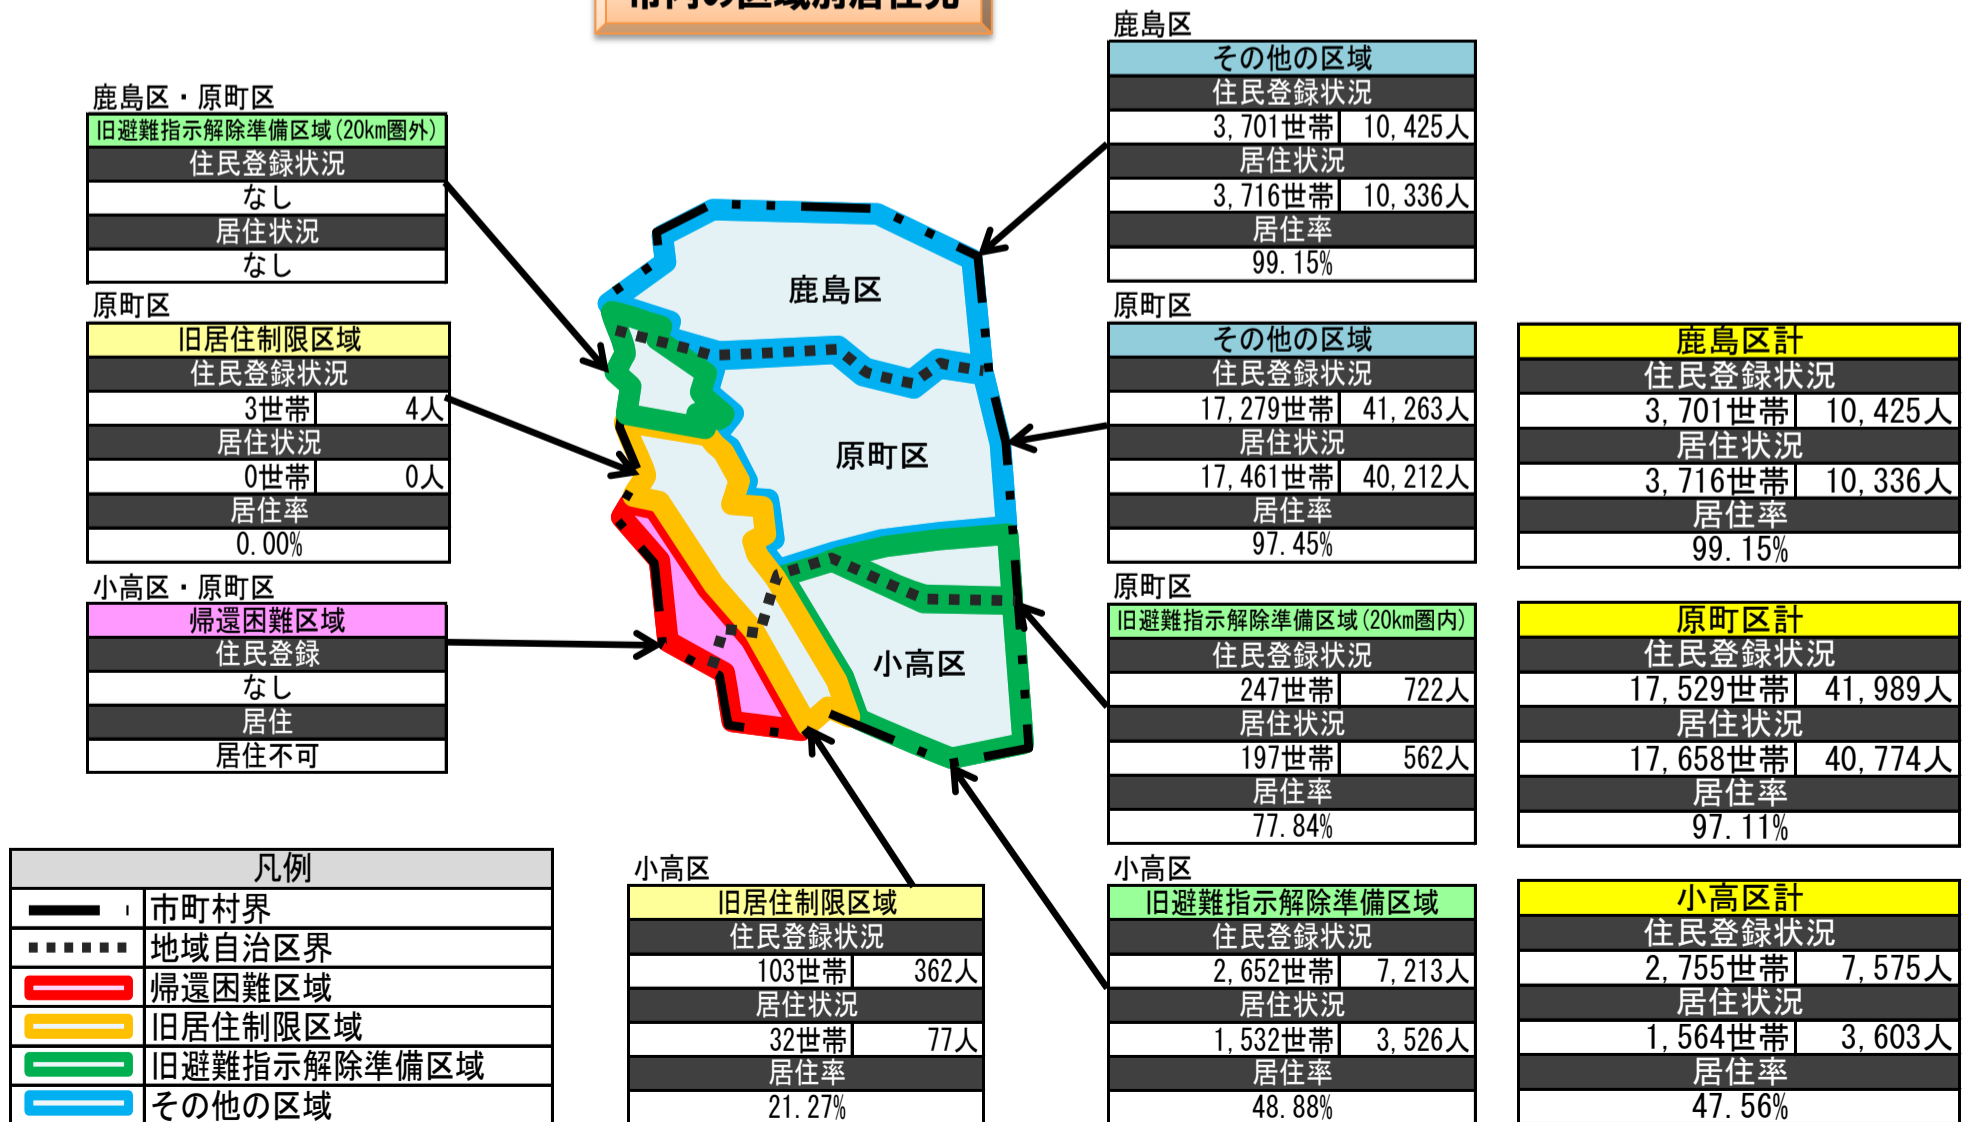 市内の区域別居住
鹿島区・原町区
旧避難指示解除準備区域(20km圏外)
住民登録状況
なし
居住状況
なし
原町区
旧居住制限区域
住民登録状況
3世帯 4人
居住状況
0世帯 0人
居住率
0.00%
小高区・原町区
帰還困難区域
住民登録
なし
居住
居住不可
鹿島区
原町区
小高区
鹿島区
その他の区域
住民登録状況
3,701世帯 10,425人
居住状況
3,716世帯 10,336人
居住率
99.15%
原町区
その他の区域
住民登録状況
17,279世帯 41,263人
居住状況
17,461世帯 40,212人
居住率
97.45%
原町区
旧避難指示解除準備区域(20km圏内)
住民登録状況
247世帯 722人
居住状況
197世帯 562人
居住率
77.84%
鹿島区計
住民登録状況
3,701世帯 10,425人
居住状況
3,716世帯 10,336人
居住率
99.15%
原町区計
住民登録状況
17,529世帯 41,989人
居住状況
17,658世帯 40,774人
居住率
97.11%
凡例
市町村界
地域自治区界
帰還困難区域
旧居住制限区域
旧避難指示解除準備区域
その他の区域
小高区
旧居住制限区域
住民登録状況
103世帯 362人
居住状況
32世帯 77人
居住率
21.27%
小高区
旧避難指示解除準備区域
住民登録状況
2,652世帯 7,213人
居住状況
1,532世帯 3,526人
居住率
48.88%
小高区計
住民登録状況
2,755世帯 7,575人
居住状況
1,564世帯 3,603人
居住率
47.56%